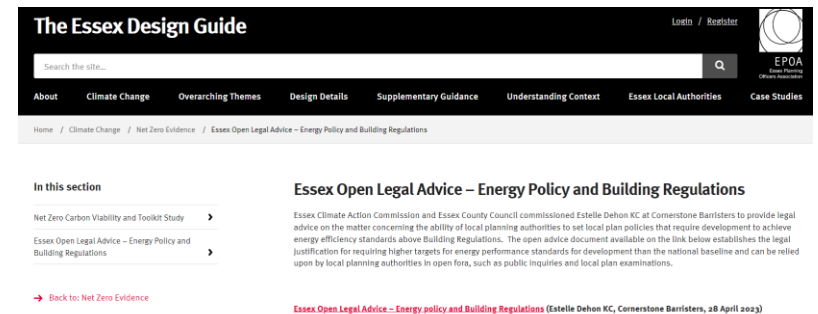 The Essex Design Guide
Login / Register
Search the site...
EPOA
Essex Planning
Officers Association
About Climate Change Overarching Themes Design Details Supplementary Guidance Understanding Context Essex Local Authorities Case Studies
Home / Climate Change / Net Zero Evidence / Essex Open Legal Advice – Energy Policy and Building Regulations
In this section
Net Zero Carbon Viability and Toolkit Study
Essex Open Legal Advice – Energy Policy and
Building Regulations
Back to: Net Zero Evidence
Essex Open Legal Advice – Energy Policy and Building Regulations
Essex Climate Action Commission and Essex County Council commissioned Estelle Dehon KC at Cornerstone Barristers to provide legal
advice on the matter concerning the ability of local planning authorities to set local plan policies that require development to achieve
energy efficiency standards above Building Regulations. The open advice document available on the link below establishes the legal
justification for requiring higher targets for energy performance standards for development than the national baseline and can be relied
upon by local planning authorities in open fora, such as public inquiries and local plan examinations.
Essex Open Legal Advice – Energy policy and Building Regulations (Estelle Dehon KC, Cornerstone Barristers, 28 April 2023)